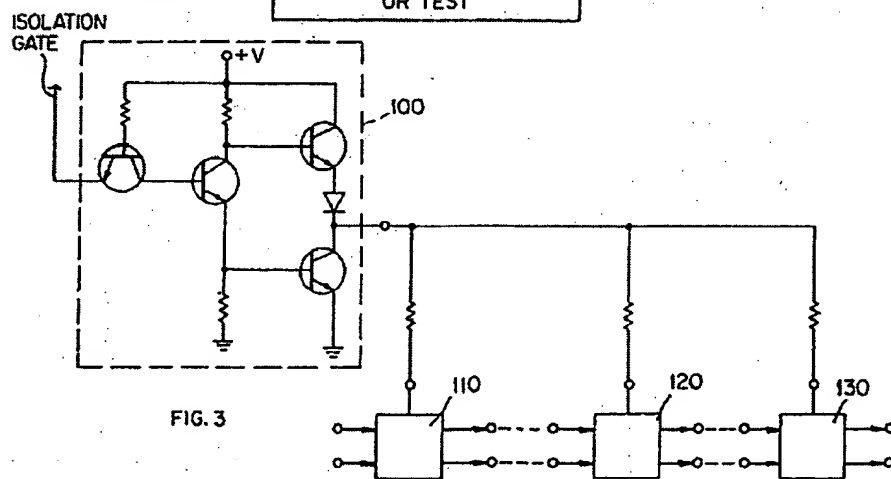 OR TEST
ISOLATION
GATE
+V
100
110
120
130
FIG. 3